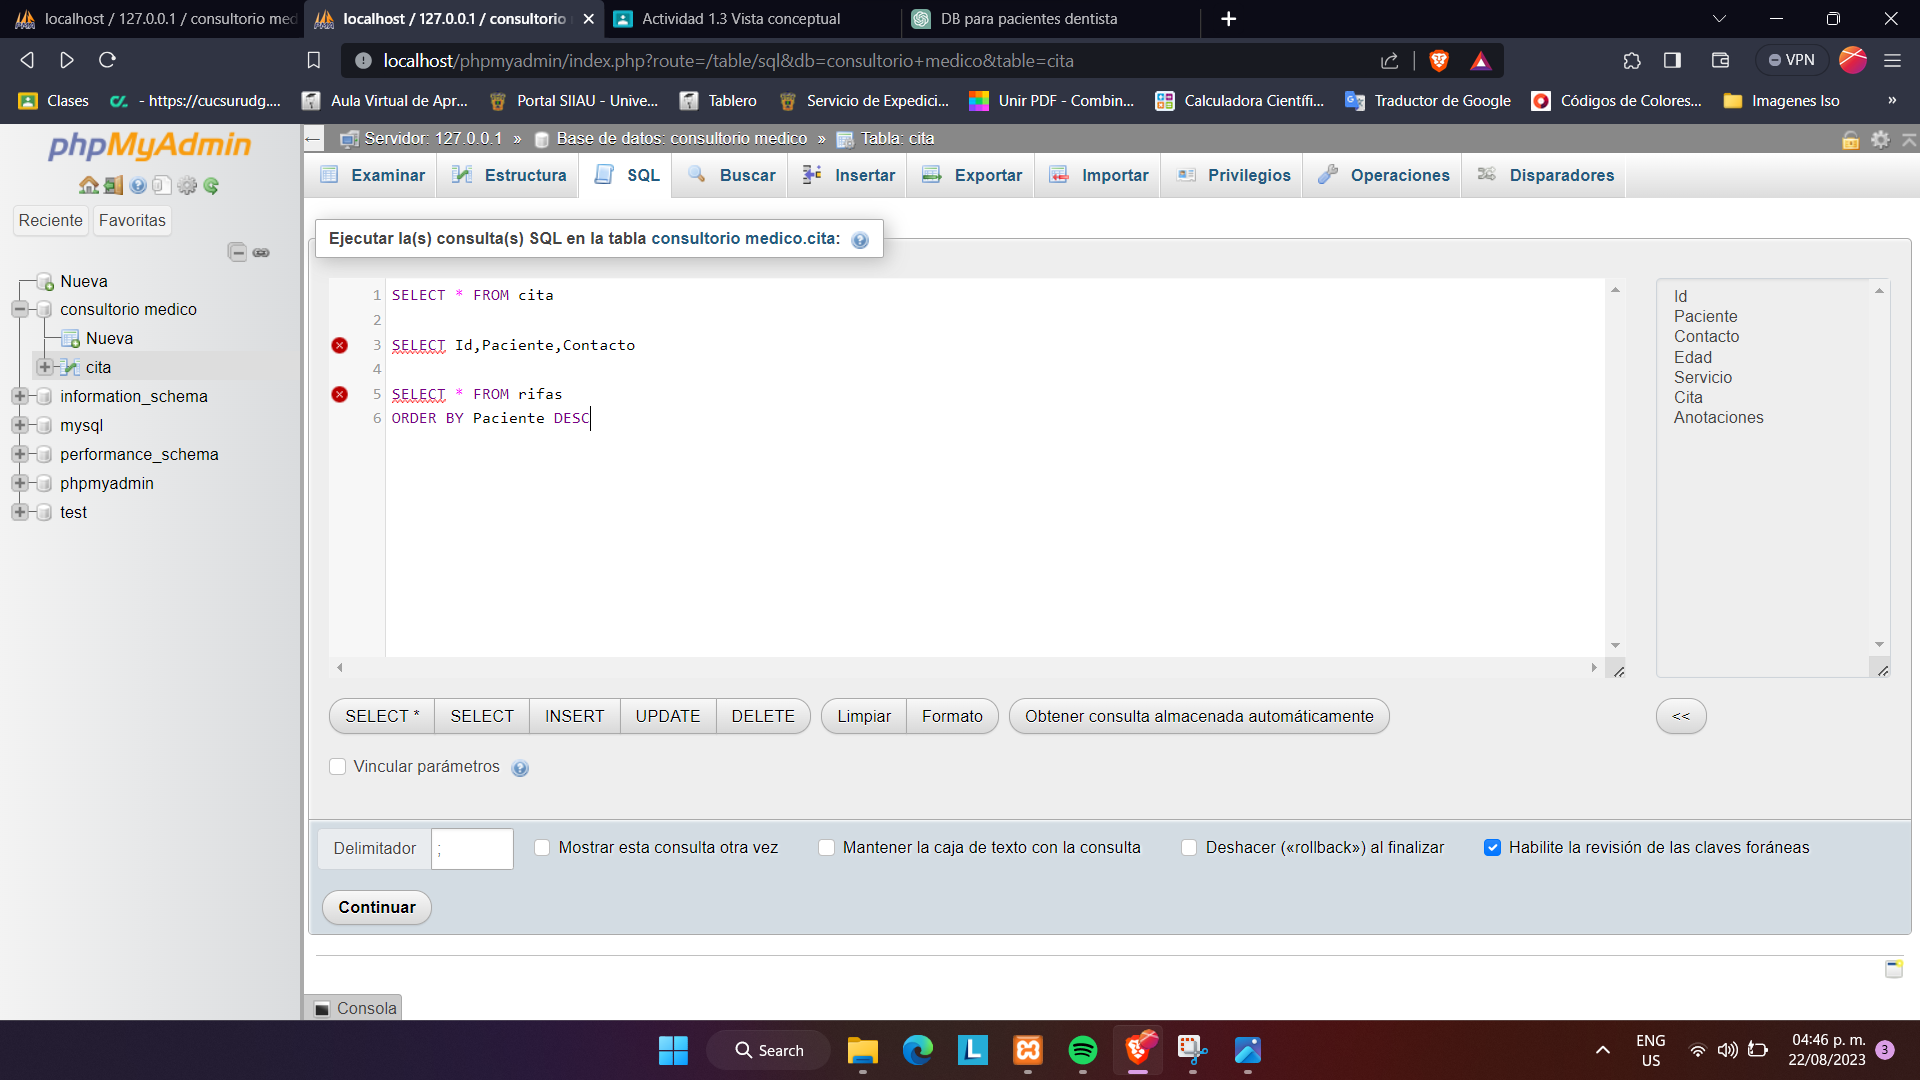 localhost / 127.0.0.1 / consultorio med
localhost / 127.0.0.1 / consultorio
Actividad 1.3 Vista conceptual
DB para pacientes dentista
localhost/phpmyadmin/index.php?route=/table/sql&db=consultorio+medico&table=cita
VPN
Clases
- https://cucsurudg....
Aula Virtual de Apr...
Portal SIIAU - Unive...
Tablero
Servicio de Expedici...
Unir PDF - Combin...
Calculadora Científi...
Traductor de Google
Códigos de Colores...
Imagenes Iso
»
phpMyAdmin
Reciente
Favoritas
Nueva
consultorio medico
Nueva
cita
information_schema
mysql
performance_schema
phpmyadmin
test
Servidor: 127.0.0.1 » Base de datos: consultorio medico » Tabla: cita
Examinar
Estructura
SQL
Buscar
Insertar
Exportar
Importar
Privilegios
Operaciones
Disparadores
Ejecutar la(s) consulta(s) SQL en la tabla consultorio medico.cita:
1 SELECT * FROM cita
2
3 SELECT Id,Paciente,Contacto
4
5 SELECT * FROM rifas
6 ORDER BY Paciente DESC
Id
Paciente
Contacto
Edad
Servicio
Cita
Anotaciones
SELECT *
SELECT
INSERT
UPDATE
DELETE
Limpiar
Formato
Obtener consulta almacenada automáticamente
<<
Vincular parámetros
Delimitador
;
Mostrar esta consulta otra vez
Mantener la caja de texto con la consulta
Deshacer («rollback») al finalizar
Habilite la revisión de las claves foráneas
Continuar
Consola
Search
ENG
US
04:46 p. m.
22/08/2023
3